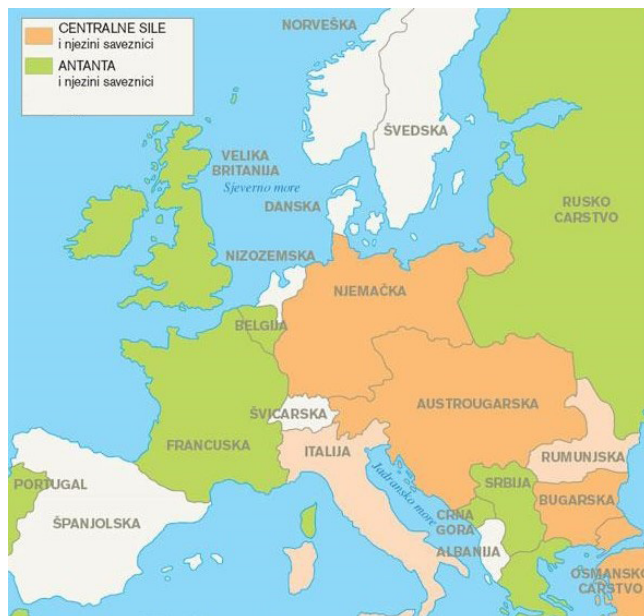 CENTRALNE SILE
i njezini saveznici
ANTANTA
i njezini saveznici
NORVEŠKA
ŠVEDSKA
VELIKA
BRITANIJA
Sjeverno more
DANSKA
RUSKO
CARSTVO
NIZOZEMSKA
NJEMAČKA
BELGIJA
ŠVICARSKA
AUSTROUGARSKA
FRANCUSKA
ITALIJA
RUMUNJSKA
Jadransko more
PORTUGAL
SRBIJA
ŠPANJOLSKA
BUGARSKA
CRNA
GORA
ALBANIJA
OSMANSKO
CARSTVO